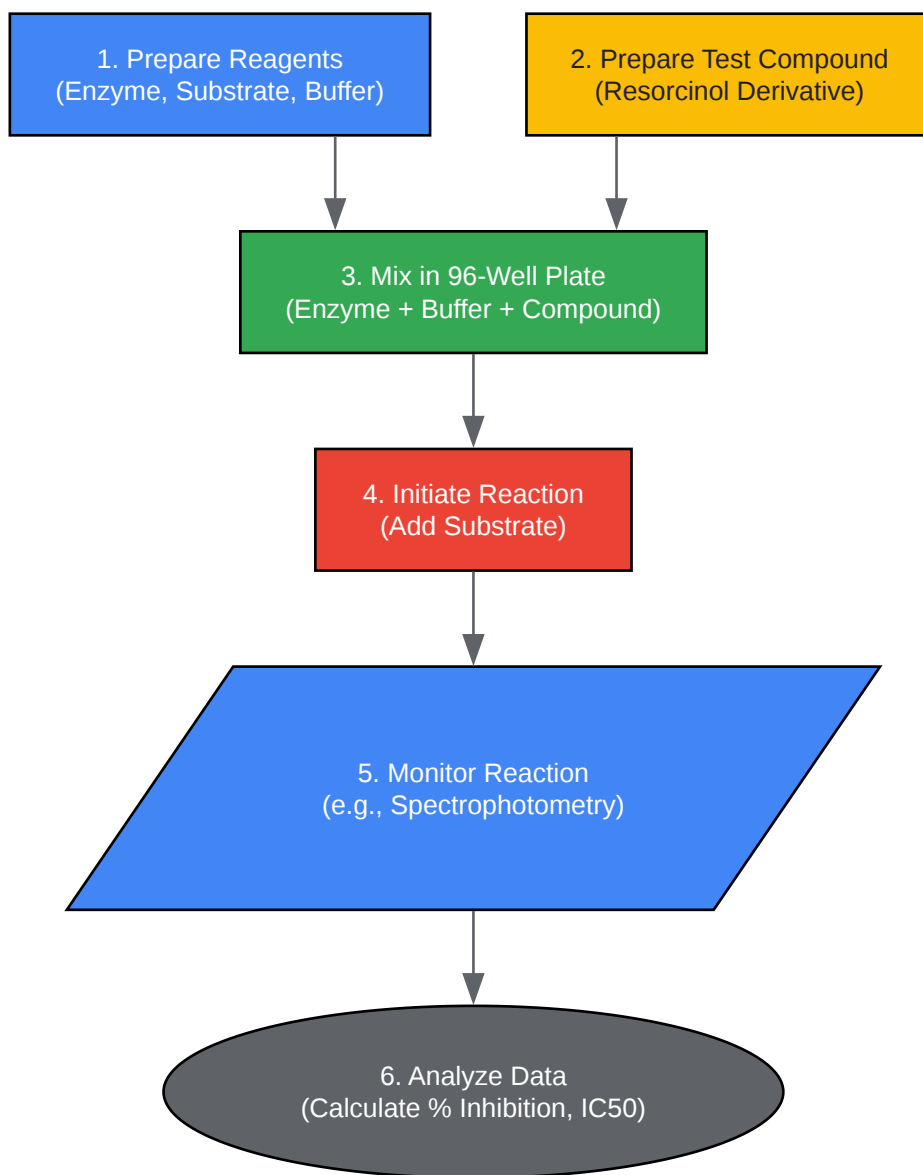 1. Prepare Reagents
(Enzyme, Substrate, Buffer)
2. Prepare Test Compound
(Resorcinol Derivative)
3. Mix in 96-Well Plate
(Enzyme + Buffer + Compound)
4. Initiate Reaction
(Add Substrate)
5. Monitor Reaction
(e.g., Spectrophotometry)
6. Analyze Data
(Calculate % Inhibition, IC50)